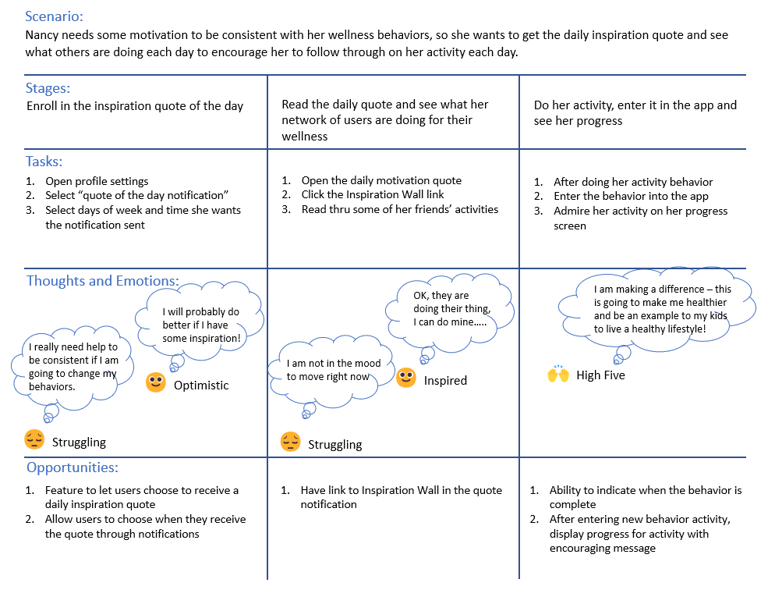 Scenario:
Nancy needs some motivation to be consistent with her wellness behaviors, so she wants to get the daily inspiration quote and see
what others are doing each day to encourage her to follow through on her activity each day.
Stages:
Enroll in the inspiration quote of the day
Read the daily quote and see what her
network of users are doing for their
wellness
Do her activity, enter it in the app and
see her progress
Tasks:
1. Open profile settings
2. Select “quote of the day notification”
3. Select days of week and time she wants
the notification sent
1. Open the daily motivation quote
2. Click the Inspiration Wall link
3. Read thru some of her friends’ activities
1. After doing her activity behavior
2. Enter the behavior into the app
3. Admire her activity on her progress
screen
Thoughts and Emotions:
I really need help to
be consistent if I am
going to change my
behaviors.
Struggling
I will probably do
better if I have
some inspiration!
Optimistic
I am not in the mood
to move right now
Struggling
OK, they are
doing their thing,
I can do mine.....
Inspired
I am making a difference – this
is going to make me healthier
and be an example to my kids
to live a healthy lifestyle!
High Five
Opportunities:
1. Feature to let users choose to receive a
daily inspiration quote
2. Allow users to choose when they receive
the quote through notifications
1. Have link to Inspiration Wall in the quote
notification
1. Ability to indicate when the behavior is
complete
2. After entering new behavior activity,
display progress for activity with
encouraging message